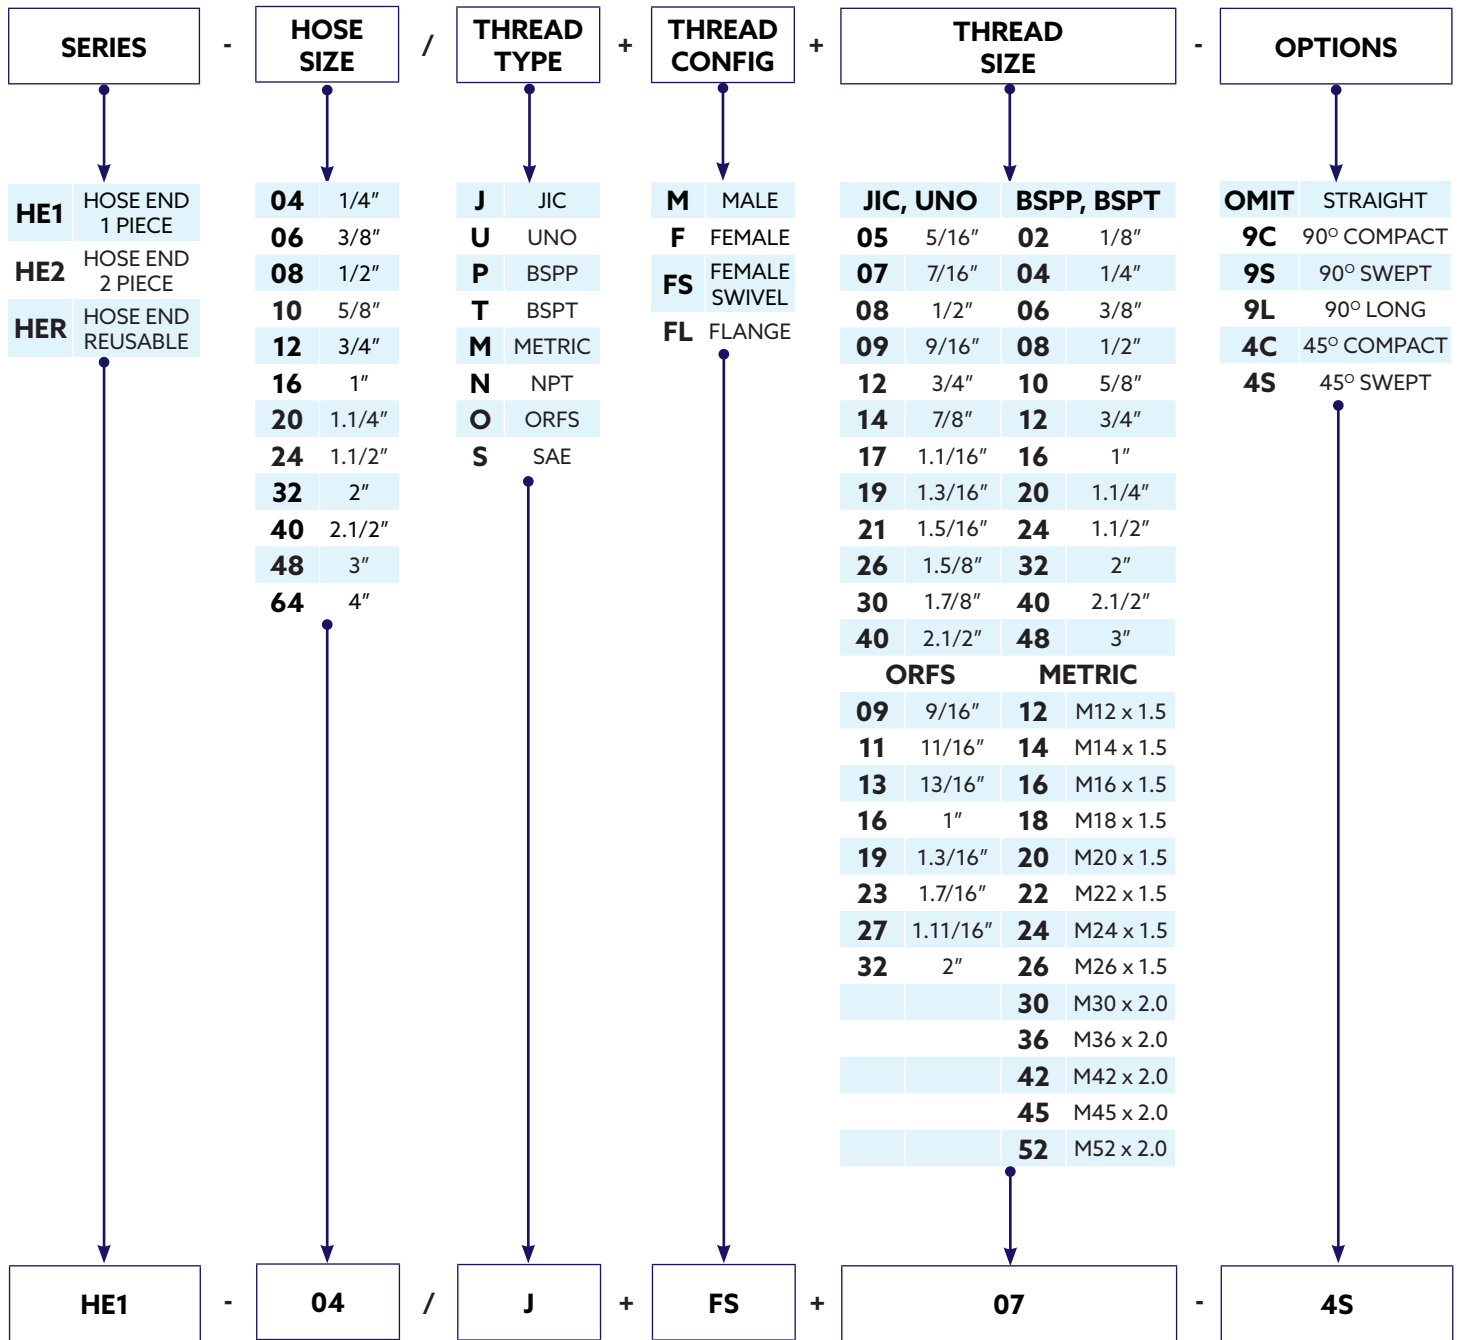 SERIES - HOSE SIZE / THREAD TYPE + THREAD CONFIG + THREAD SIZE - OPTIONS
HE1 HOSE END 1 PIECE
HE2 HOSE END 2 PIECE
HER HOSE END REUSABLE
04 1/4"
06 3/8"
08 1/2"
10 5/8"
12 3/4"
16 1"
20 1.1/4"
24 1.1/2"
32 2"
40 2.1/2"
48 3"
64 4"
J JIC
U UNO
P BSPP
T BSPT
M METRIC
N NPT
O ORFS
S SAE
M MALE
F FEMALE
FS FEMALE SWIVEL
FL FLANGE
JIC, UNO BSPP, BSPT
05 5/16" 02 1/8"
07 7/16" 04 1/4"
08 1/2" 06 3/8"
09 9/16" 08 1/2"
12 3/4" 10 5/8"
14 7/8" 12 3/4"
17 1.1/16" 16 1"
19 1.3/16" 20 1.1/4"
21 1.5/16" 24 1.1/2"
26 1.5/8" 32 2"
30 1.7/8" 40 2.1/2"
40 2.1/2" 48 3"
ORFS METRIC
09 9/16" 12 M12 x 1.5
11 11/16" 14 M14 x 1.5
13 13/16" 16 M16 x 1.5
16 1" 18 M18 x 1.5
19 1.3/16" 20 M20 x 1.5
23 1.7/16" 22 M22 x 1.5
27 1.11/16" 24 M24 x 1.5
32 2" 26 M26 x 1.5
30 M30 x 2.0
36 M36 x 2.0
42 M42 x 2.0
45 M45 x 2.0
52 M52 x 2.0
OMIT STRAIGHT
9C 90° COMPACT
9S 90° SWEPT
9L 90° LONG
4C 45° COMPACT
4S 45° SWEPT
HE1 - 04 / J + FS + 07 - 4S